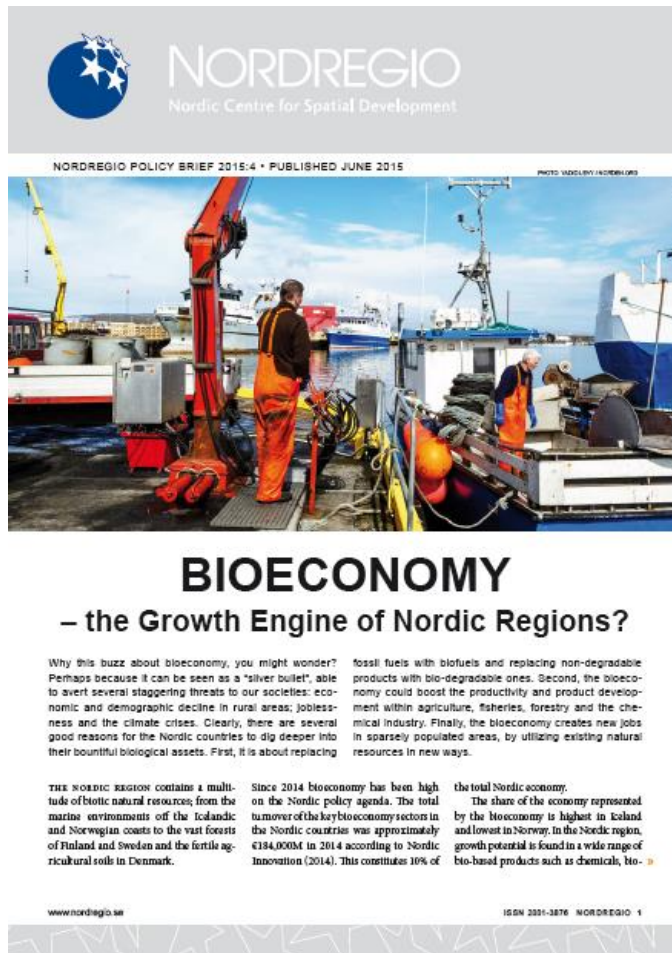 NORDREGIO
Nordic Centre for Spatial Development
NORDREGIO POLICY BRIEF 2015:4 • PUBLISHED JUNE 2015
PHOTO: YADID LEVY / NORDEN.ORG
BIOECONOMY
– the Growth Engine of Nordic Regions?
Why this buzz about bioeconomy, you might wonder?
Perhaps because it can be seen as a "silver bullet", able
to avert several staggering threats to our societies: eco-
nomic and demographic decline in rural areas; jobless-
ness and the climate crises. Clearly, there are several
good reasons for the Nordic countries to dig deeper into
their bountiful biological assets. First, it is about replacing
fossil fuels with biofuels and replacing non-degradable
products with bio-degradable ones. Second, the bioeco-
nomy could boost the productivity and product develop-
ment within agriculture, fisheries, forestry and the che-
mical industry. Finally, the bioeconomy creates new jobs
in sparsely populated areas, by utilizing existing natural
resources in new ways.
THE NORDIC REGION contains a multi-
tude of biotic natural resources; from the
marine environments off the Icelandic
and Norwegian coasts to the vast forests
of Finland and Sweden and the fertile ag-
ricultural soils in Denmark.
Since 2014 bioeconomy has been high
on the Nordic policy agenda. The total
turnover of the key bioeconomy sectors in
the Nordic countries was approximately
€184,000M in 2014 according to Nordic
Innovation (2014). This constitutes 10% of
the total Nordic economy.
The share of the economy represented
by the bioeconomy is highest in Iceland
and lowest in Norway. In the Nordic region,
growth potential is found in a wide range of
bio-based products such as chemicals, bio- »
www.nordregio.se
ISSN 2001-3876 NORDREGIO 1